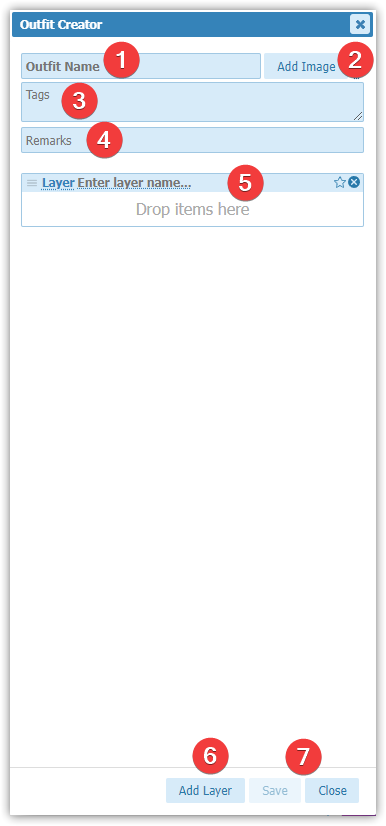 Outfit Creator
Outfit Name 1 Add Image 2
Tags 3
Remarks 4
Layer Enter layer name... 5
Drop items here
6 7
Add Layer Save Close